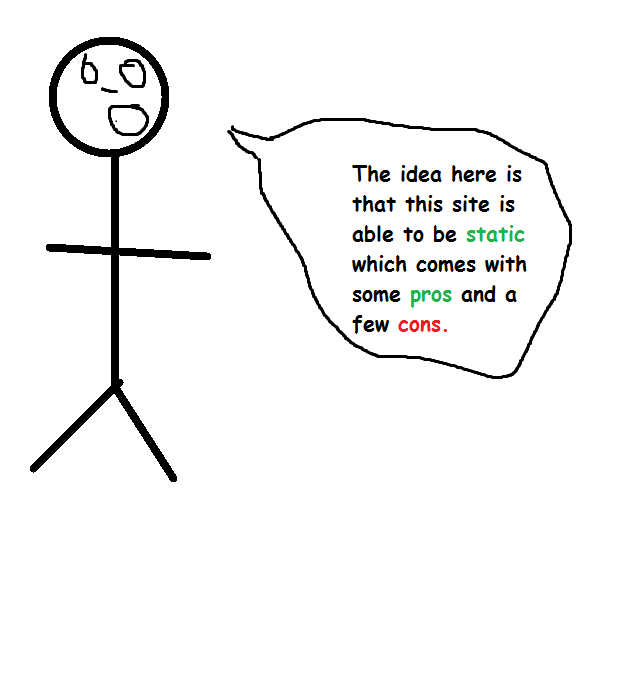 The idea here is
that this site is
able to be static
which comes with
some pros and a
few cons.